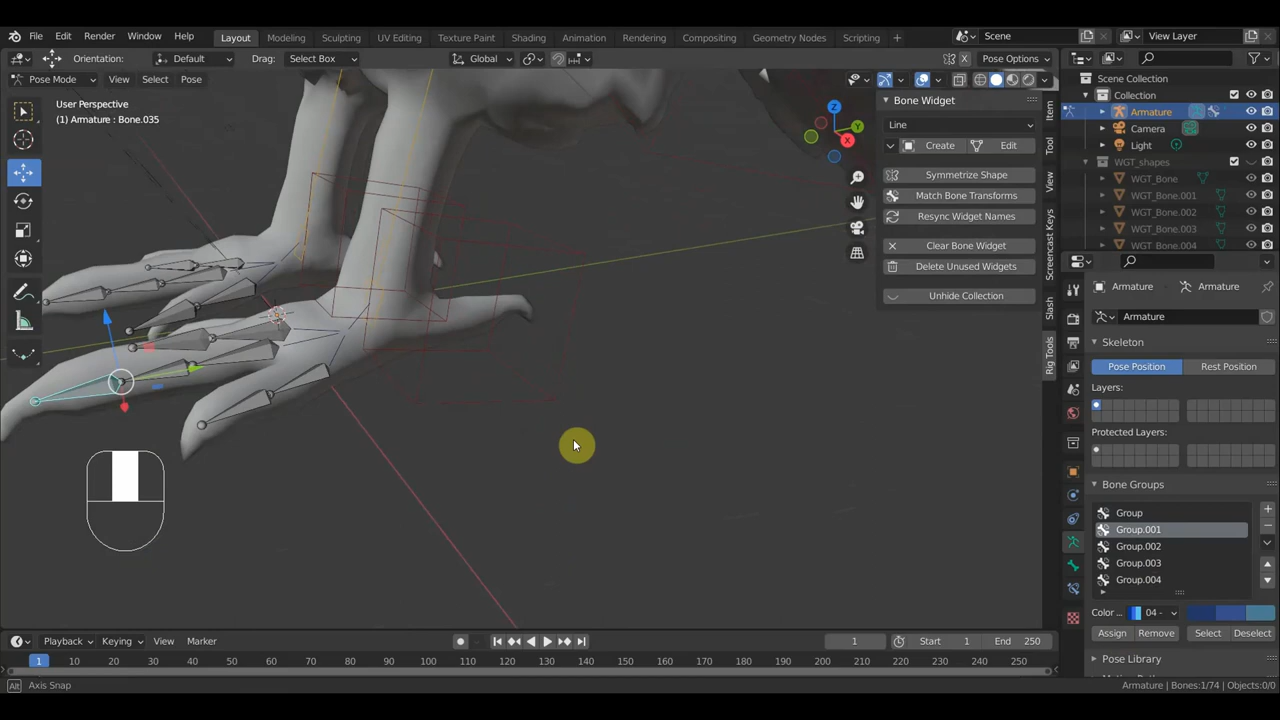 File Edit Render Window Help Layout Modeling Sculpting UV Editing Texture Paint Shading Animation Rendering Compositing Geometry Nodes Scripting + Scene View Layer
Orientation: Default Drag: Select Box Global X Pose Options
Pose Mode View Select Pose
User Perspective
(1) Armature : Bone.035
Z
Y
X
Bone Widget
Line
Create Edit
Symmetrize Shape
Match Bone Transforms
Resync Widget Names
Clear Bone Widget
Delete Unused Widgets
Unhide Collection
Item
Tool
View
Screencast Keys
Slash
Rig Tools
Scene Collection
Collection
Armature
Camera
Light
WGT_shapes
WGT_Bone
WGT_Bone.001
WGT_Bone.002
WGT_Bone.003
WGT_Bone.004
Armature Armature
Armature
Skeleton
Pose Position Rest Position
Layers:
Protected Layers:
Bone Groups
Group
Group.001
Group.002
Group.003
Group.004
Color ... 04 -
Assign Remove Select Deselect
Pose Library
Playback Keying View Marker 1 Start 1 End 250
1 10 20 30 40 50 60 70 80 90 100 110 120 130 140 150 160 170 180 190 200 210 220 230 240 250
Alt Axis Snap Armature | Bones:1/74 | Objects:0/0